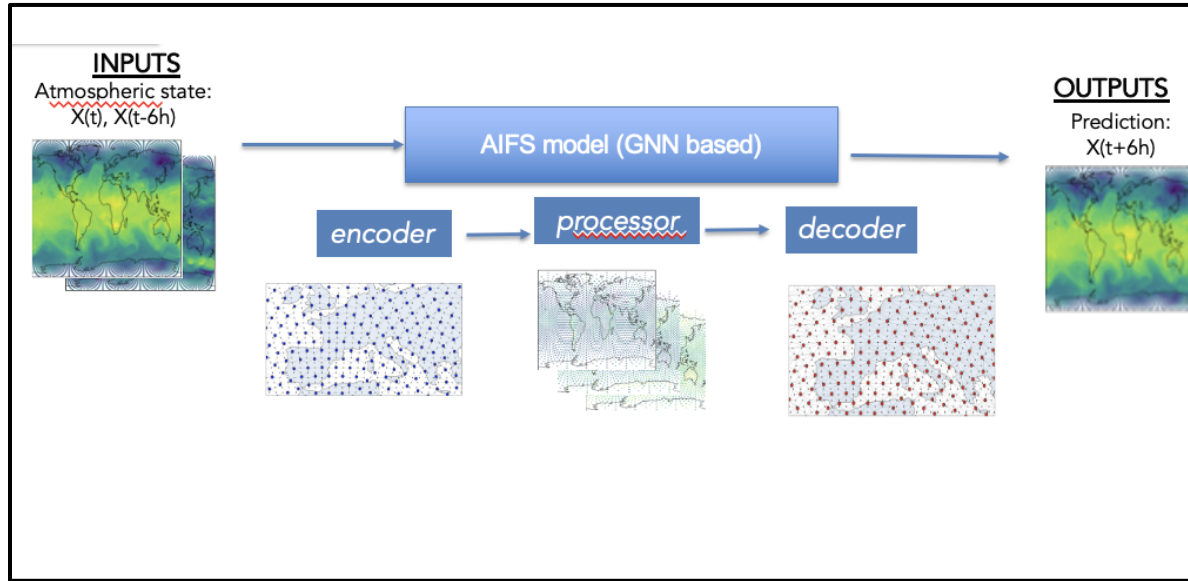 INPUTS
Atmospheric state:
X(t), X(t-6h)
AIFS model (GNN based)
OUTPUTS
Prediction:
X(t+6h)
encoder
processor
decoder